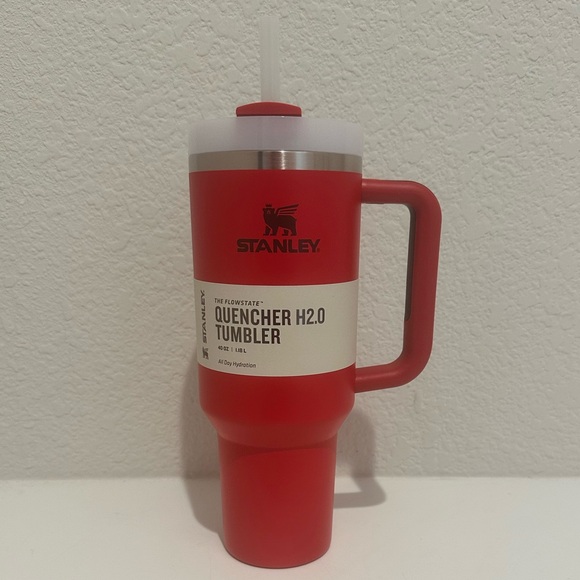 STANLEY.
STANLEY.
THE FLOWSTATE™
QUENCHER H2.0
TUMBLER
40 OZ | 1.18 L
All Day Hydration